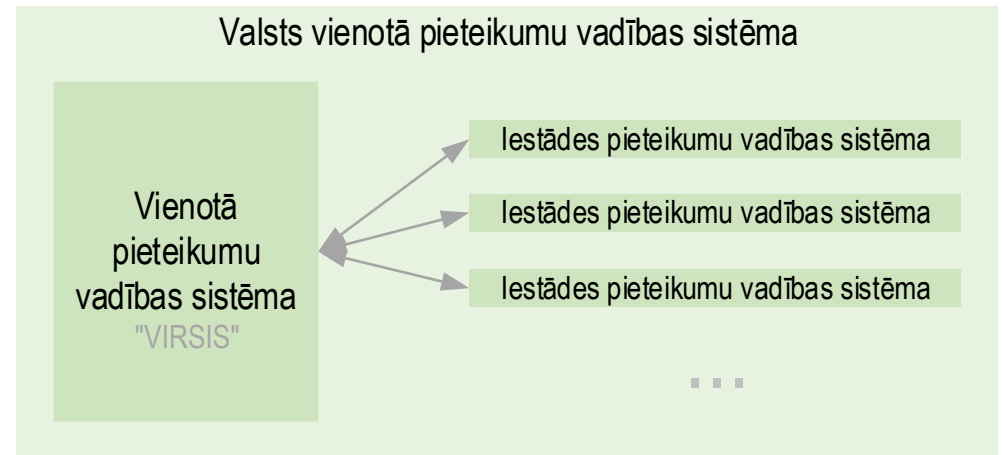 Valsts vienotā pieteikumu vadības sistēma
Vienotā
pieteikumu
vadības sistēma
"VIRSIS"
Iestādes pieteikumu vadības sistēma
Iestādes pieteikumu vadības sistēma
Iestādes pieteikumu vadības sistēma
...